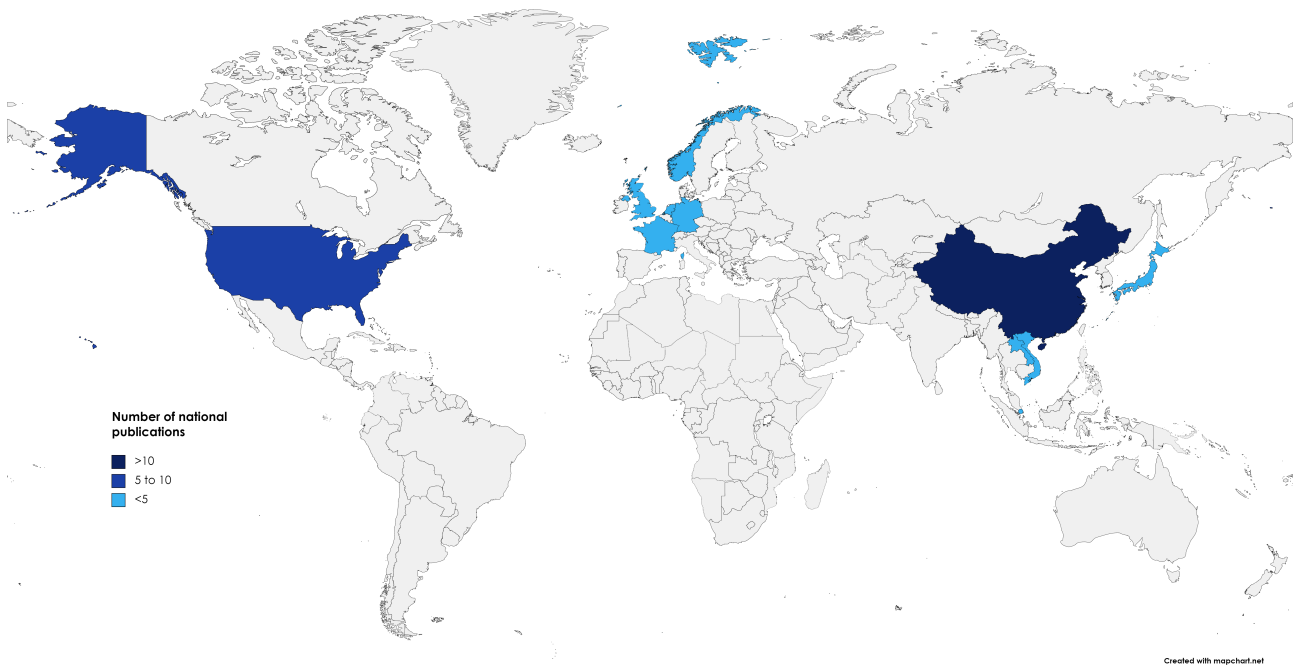 Number of national
publications
>10
5 to 10
<5
Created with mapchart.net